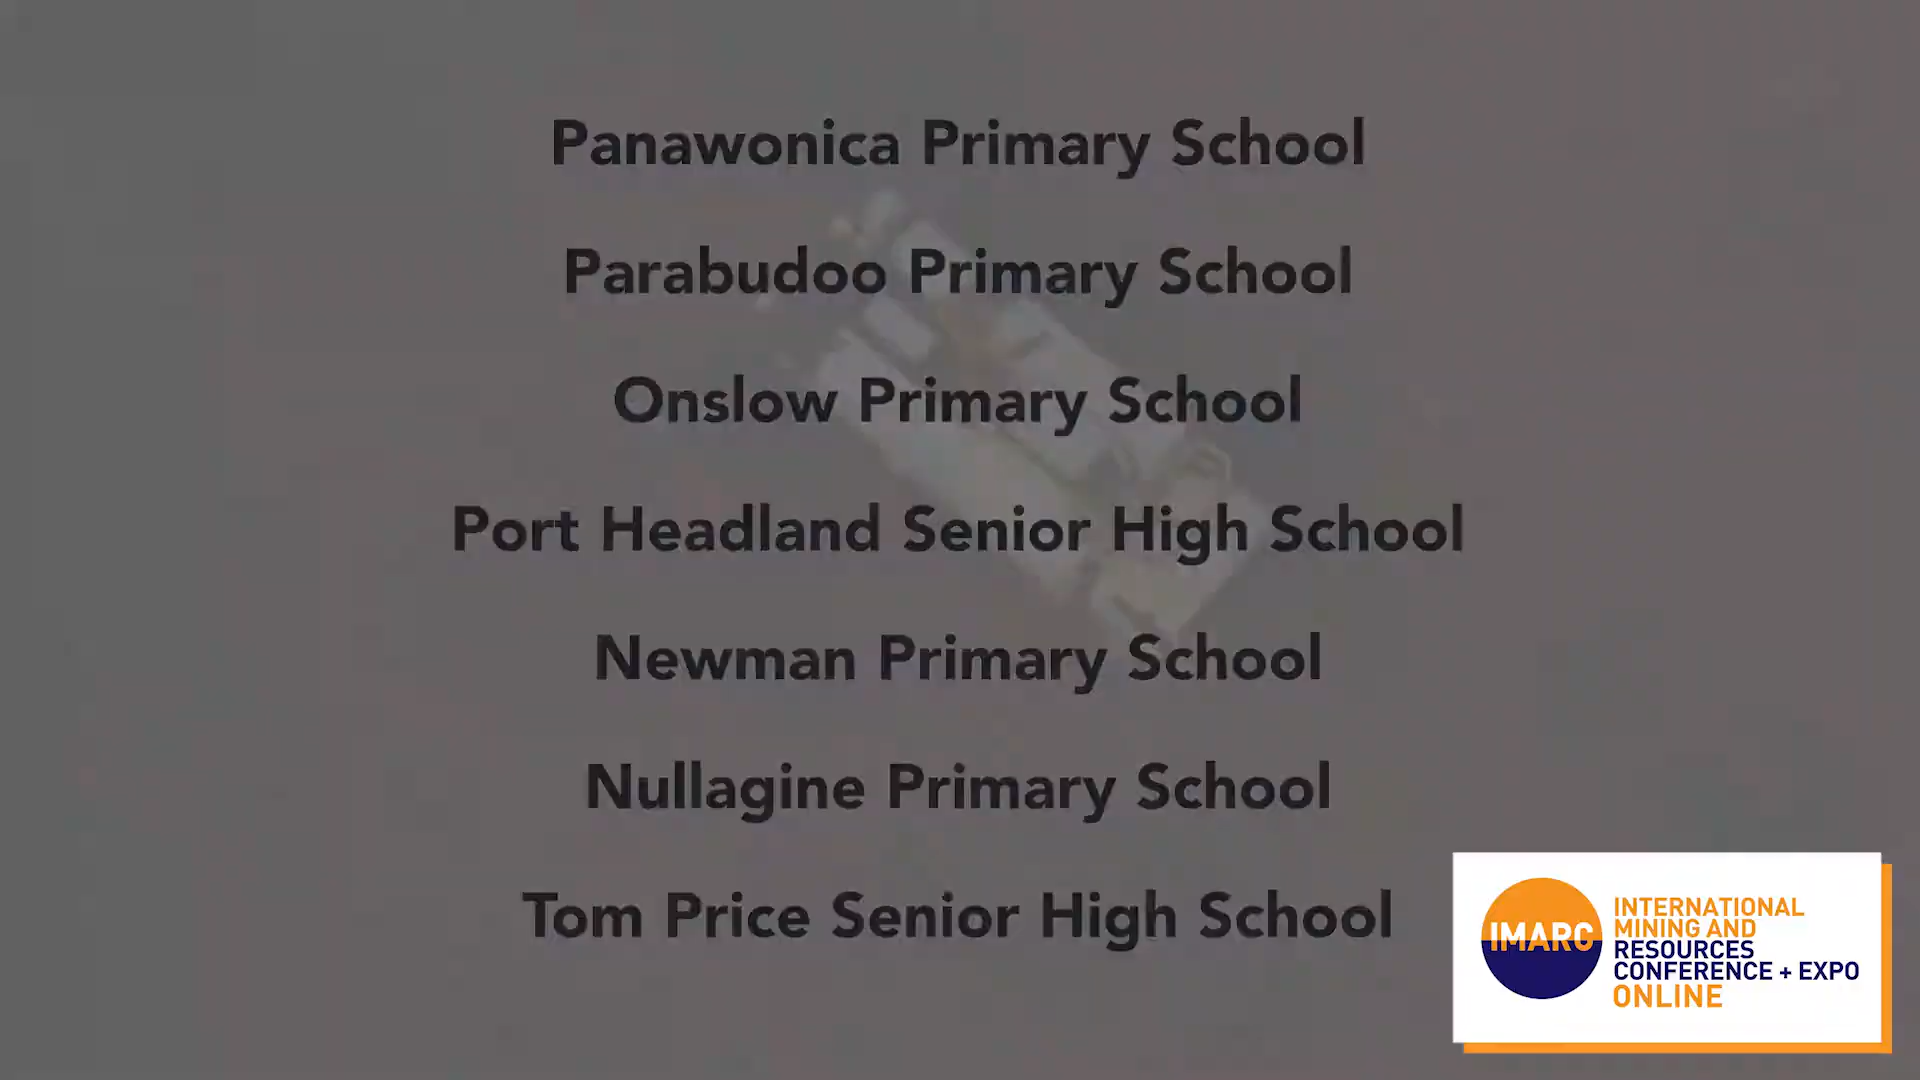 Panawonica Primary School
Parabudoo Primary School
Onslow Primary School
Port Headland Senior High School
Newman Primary School
Nullagine Primary School
Tom Price Senior High School
IMARC
INTERNATIONAL
MINING AND
RESOURCES
CONFERENCE + EXPO
ONLINE